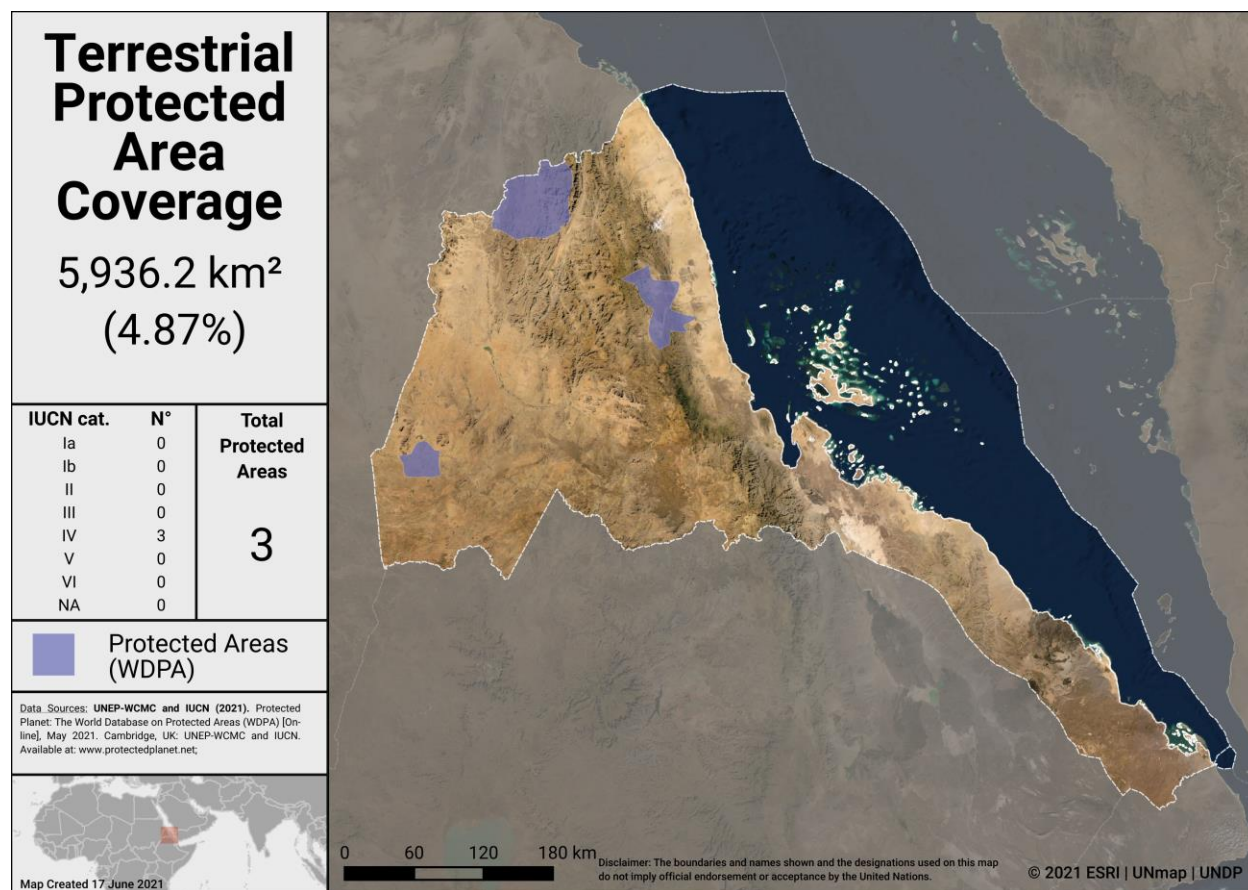 Terrestrial
Protected
Area
Coverage
5,936.2 km²
(4.87%)
IUCN cat. N°
Ia 0
Ib 0
II 0
III 0
IV 3
V 0
VI 0
NA 0
Total
Protected
Areas
3
Protected Areas
(WDPA)
Data Sources: UNEP-WCMC and IUCN (2021). Protected
Planet: The World Database on Protected Areas (WDPA) [On-
line], May 2021. Cambridge, UK: UNEP-WCMC and IUCN.
Available at: www.protectedplanet.net;
Map Created 17 June 2021
0 60 120 180 km
Disclaimer: The boundaries and names shown and the designations used on this map
do not imply official endorsement or acceptance by the United Nations.
© 2021 ESRI | UNmap | UNDP